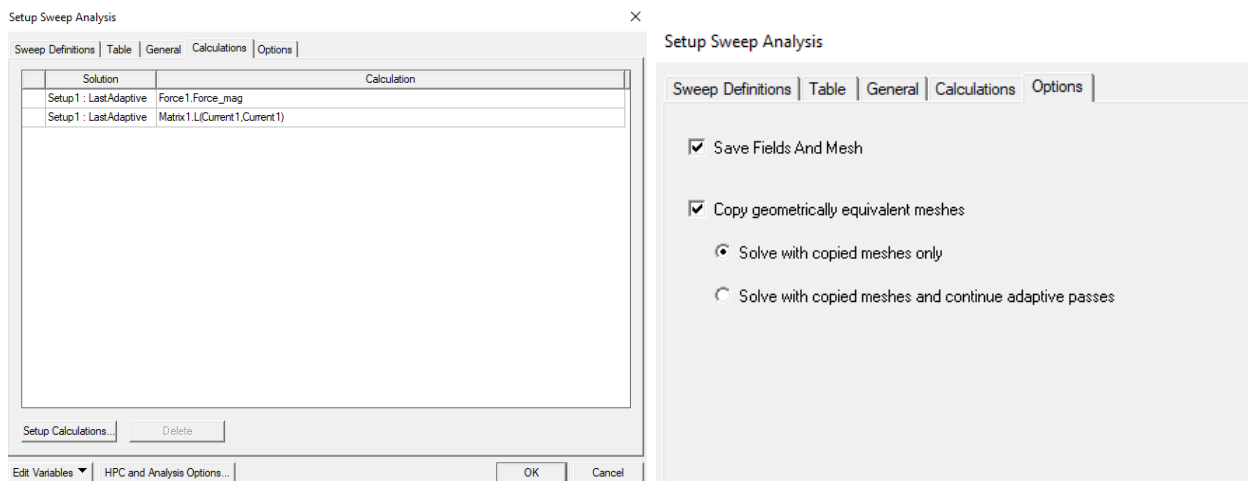 Setup Sweep Analysis
Sweep Definitions Table General Calculations Options
Solution Calculation
Setup1 : LastAdaptive Force1.Force_mag
Setup1 : LastAdaptive Matrix1.L(Current1,Current1)
Setup Calculations... Delete
Edit Variables HPC and Analysis Options... OK Cancel
Setup Sweep Analysis
Sweep Definitions Table General Calculations Options
Save Fields And Mesh
Copy geometrically equivalent meshes
Solve with copied meshes only
Solve with copied meshes and continue adaptive passes